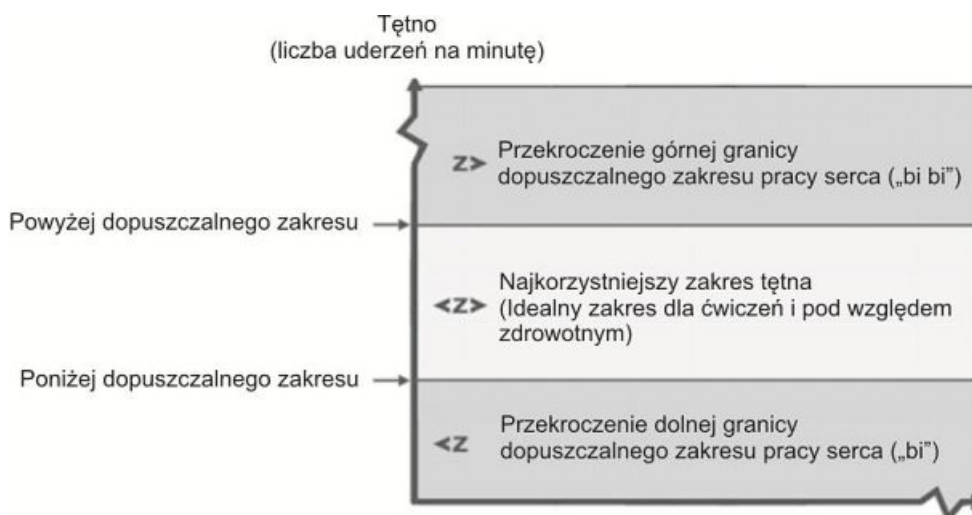 Tętno
(liczba uderzeń na minutę)
z> Przekroczenie górnej granicy
dopuszczalnego zakresu pracy serca („bi bi”)
Powyżej dopuszczalnego zakresu
<z> Najkorzystniejszy zakres tętna
(Idealny zakres dla ćwiczeń i pod względem
zdrowotnym)
Poniżej dopuszczalnego zakresu
<z Przekroczenie dolnej granicy
dopuszczalnego zakresu pracy serca („bi”)